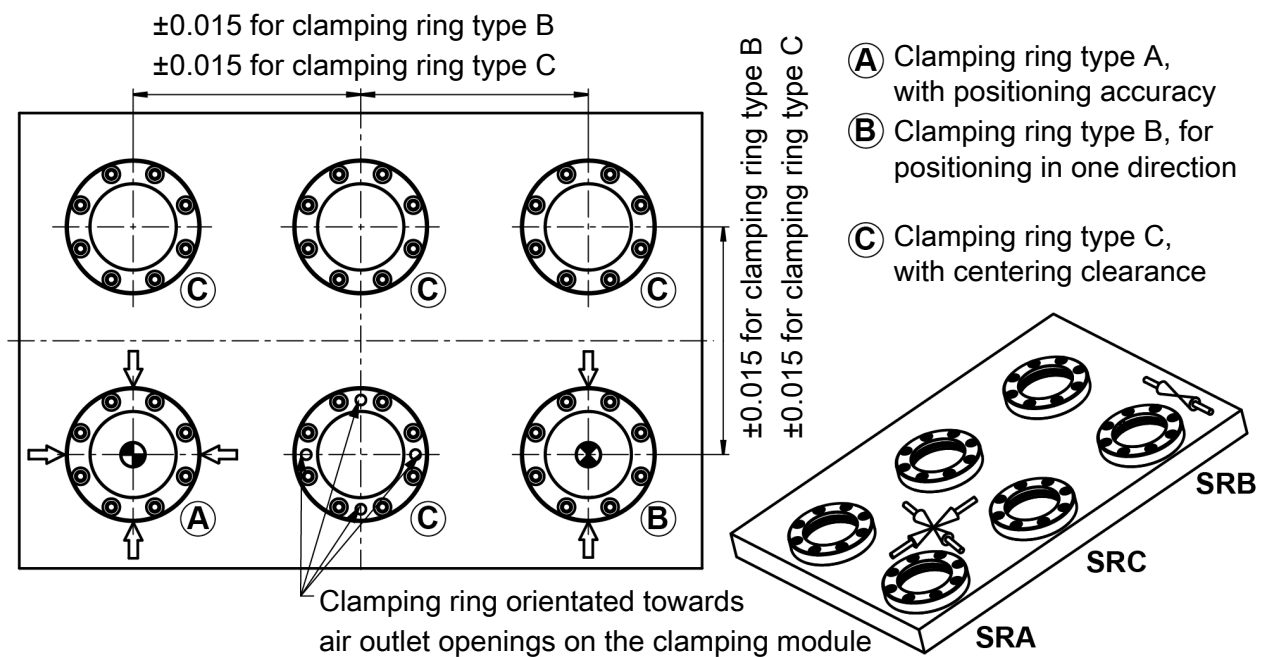 ±0.015 for clamping ring type B
±0.015 for clamping ring type C
±0.015 for clamping ring type B
±0.015 for clamping ring type C
A Clamping ring type A,
with positioning accuracy
B Clamping ring type B, for
positioning in one direction
C Clamping ring type C,
with centering clearance
C
C
C
A
C
B
Clamping ring orientated towards
air outlet openings on the clamping module
SRB
SRC
SRA